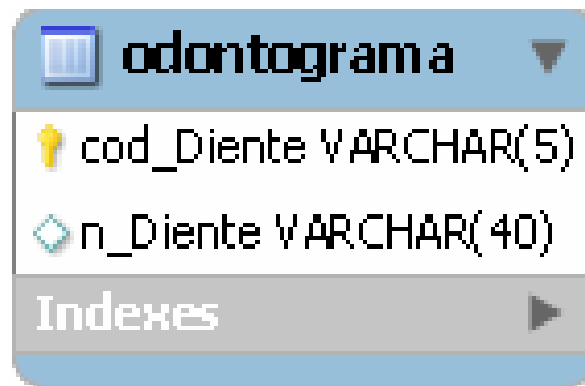 odontograma
cod_Diente VARCHAR(5)
n_Diente VARCHAR(40)
Indexes